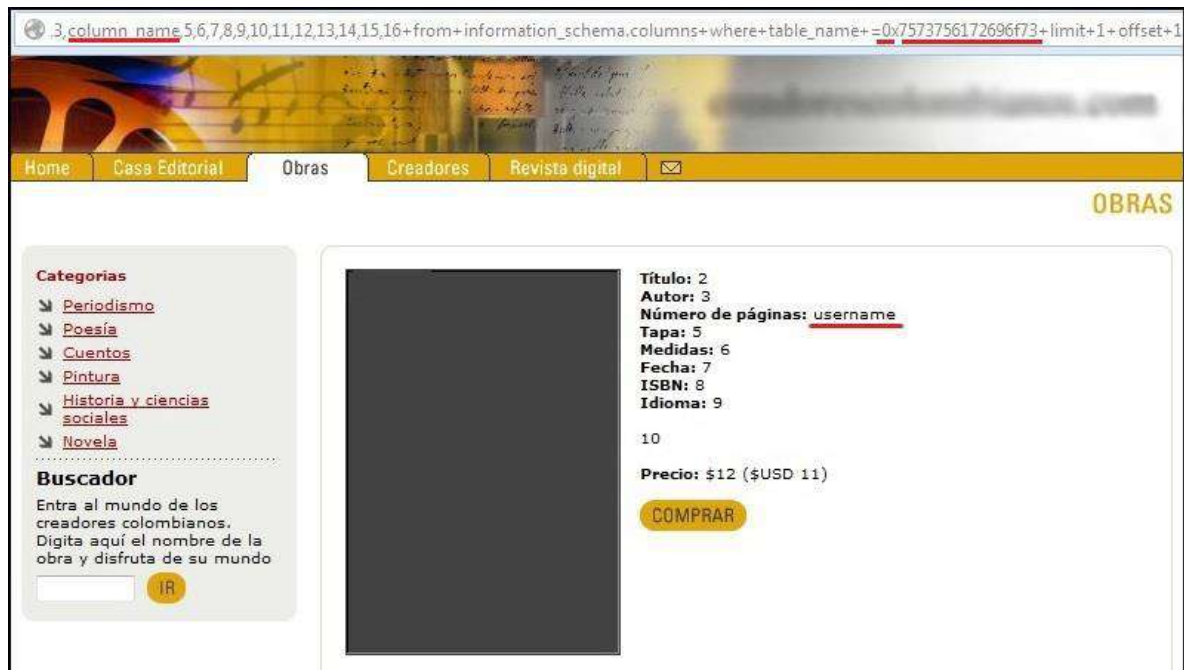 .3,column_name,5,6,7,8,9,10,11,12,13,14,15,16+from+information_schema.columns+where+table_name+=0x7573756172696f73+limit+1+offset+1
Home
Casa Editorial
Obras
Creadores
Revista digital
OBRAS
Categorias
Periodismo
Poesía
Cuentos
Pintura
Historia y ciencias
sociales
Novela
Buscador
Entra al mundo de los
creadores colombianos.
Digita aquí el nombre de la
obra y disfruta de su mundo
IR
Título: 2
Autor: 3
Número de páginas: username
Tapa: 5
Medidas: 6
Fecha: 7
ISBN: 8
Idioma: 9
10
Precio: $12 ($USD 11)
COMPRAR